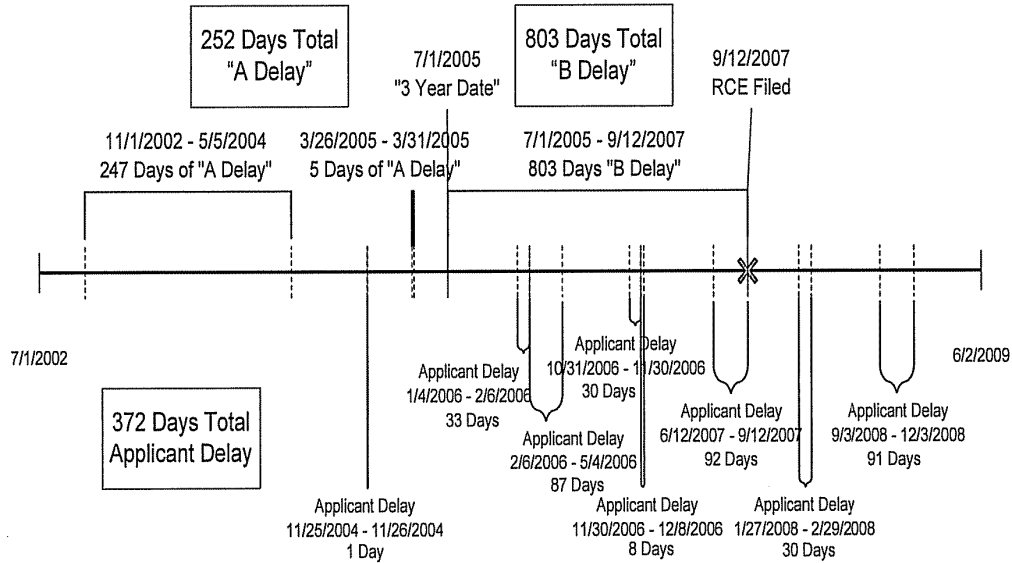 252 Days Total
"A Delay"
803 Days Total
"B Delay"
7/1/2005
"3 Year Date"
9/12/2007
RCE Filed
11/1/2002 - 5/5/2004
247 Days of "A Delay"
3/26/2005 - 3/31/2005
5 Days of "A Delay"
7/1/2005 - 9/12/2007
803 Days "B Delay"
7/1/2002
6/2/2009
372 Days Total
Applicant Delay
Applicant Delay
11/25/2004 - 11/26/2004
1 Day
Applicant Delay
1/4/2006 - 2/6/2006
33 Days
Applicant Delay
2/6/2006 - 5/4/2006
87 Days
Applicant Delay
10/31/2006 - 11/30/2006
30 Days
Applicant Delay
11/30/2006 - 12/8/2006
8 Days
Applicant Delay
6/12/2007 - 9/12/2007
92 Days
Applicant Delay
1/27/2008 - 2/29/2008
30 Days
Applicant Delay
9/3/2008 - 12/3/2008
91 Days